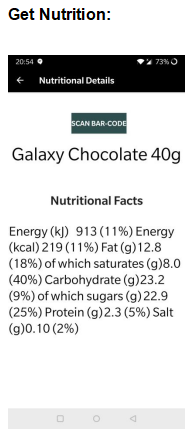 Get Nutrition:
20:54
73%
Nutritional Details
SCAN BAR-CODE
Galaxy Chocolate 40g
Nutritional Facts
Energy (kJ)  913 (11%) Energy
(kcal) 219 (11%) Fat (g)12.8
(18%) of which saturates (g)8.0
(40%) Carbohydrate (g)23.2
(9%) of which sugars (g) 22.9
(25%) Protein (g) 2.3 (5%) Salt
(g)0.10 (2%)